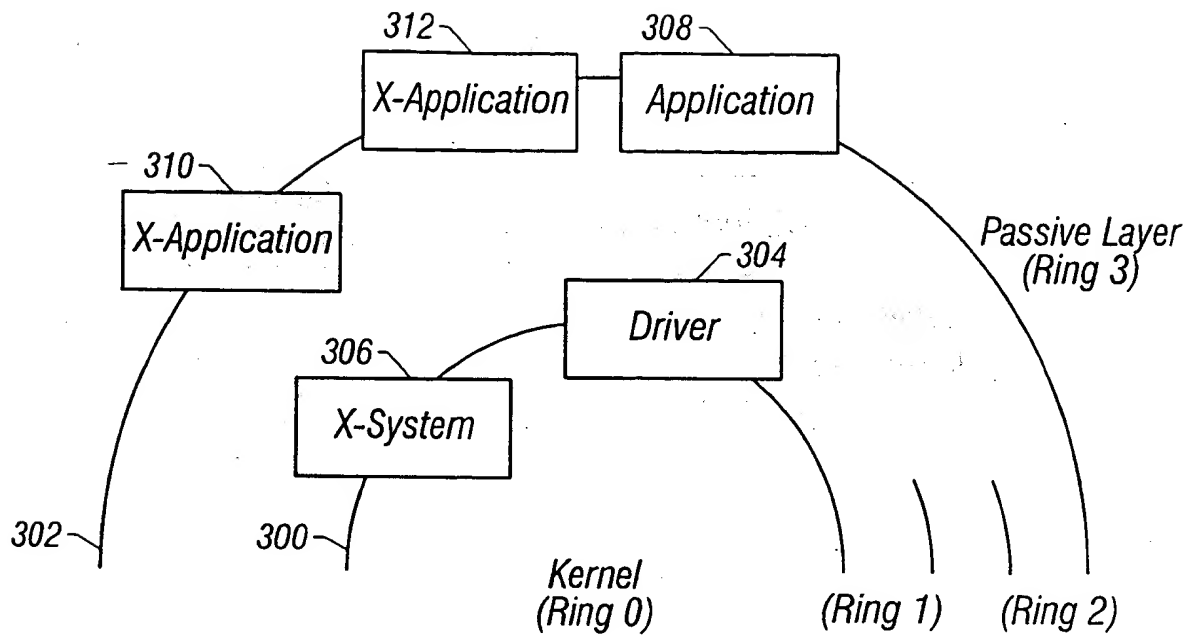 312
308
X-Application
Application
310
X-Application
Passive Layer
(Ring 3)
304
Driver
306
X-System
302
300
Kernel
(Ring 0)
(Ring 1)
(Ring 2)